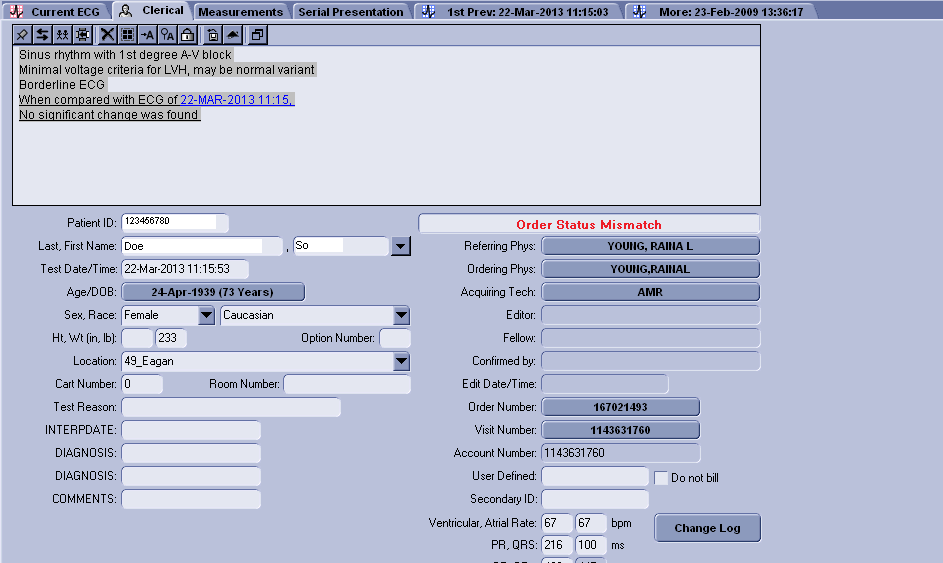 Current ECG Clerical Measurements Serial Presentation 1st Prev: 22-Mar-2013 11:15:03 More: 23-Feb-2009 13:36:17
Sinus rhythm with 1st degree A-V block
Minimal voltage criteria for LVH, may be normal variant
Borderline ECG
When compared with ECG of 22-MAR-2013 11:15,
No significant change was found
Patient ID: 123456780
Last, First Name: Doe , So
Test Date/Time: 22-Mar-2013 11:15:53
Age/DOB: 24-Apr-1939 (73 Years)
Sex, Race: Female Caucasian
Ht, Wt (in, lb): 233 Option Number:
Location: 49_Eagan
Cart Number: 0 Room Number:
Test Reason:
INTERPDATE:
DIAGNOSIS:
DIAGNOSIS:
COMMENTS:
Order Status Mismatch
Referring Phys: YOUNG, RAINA L
Ordering Phys: YOUNG,RAINAL
Acquiring Tech: AMR
Editor:
Fellow:
Confirmed by:
Edit Date/Time:
Order Number: 167021493
Visit Number: 1143631760
Account Number: 1143631760
User Defined: Do not bill
Secondary ID:
Ventricular, Atrial Rate: 67 67 bpm
Change Log
PR, QRS: 216 100 ms